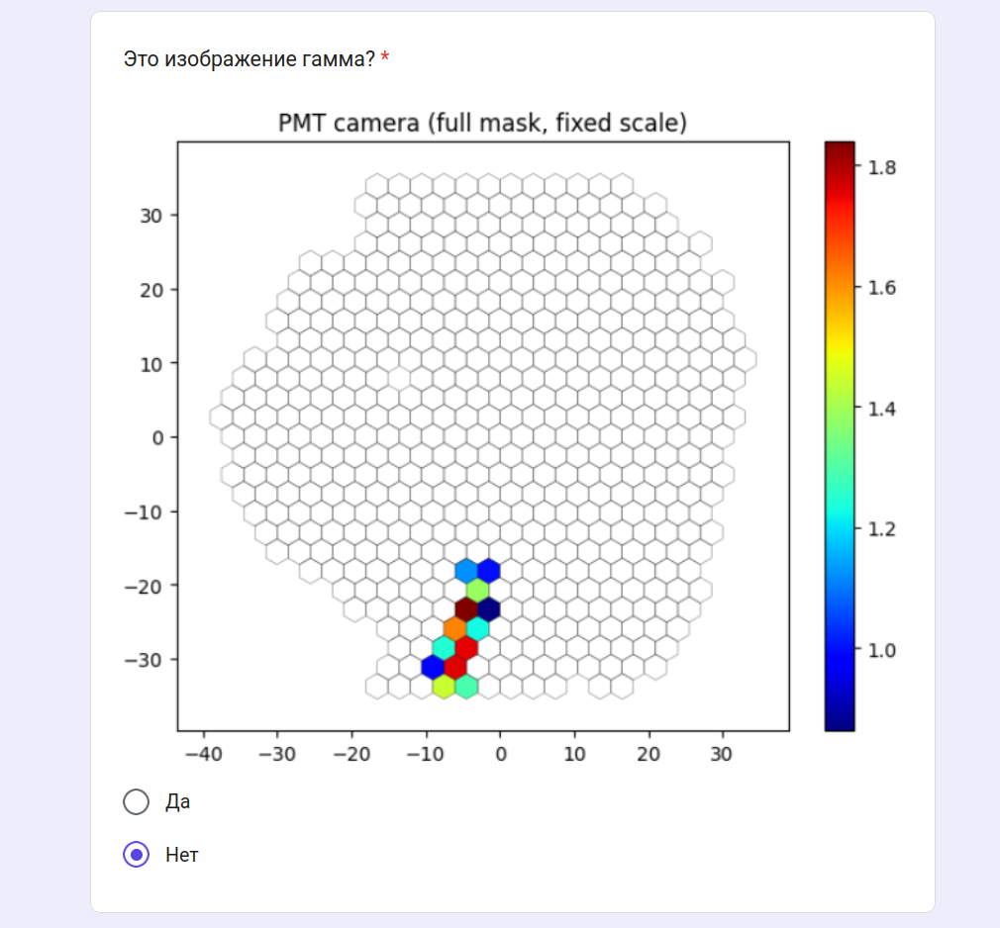 Это изображение гамма? *
PMT camera (full mask, fixed scale)
30
20
10
0
−10
−20
−30
−40 −30 −20 −10 0 10 20 30
1.8
1.6
1.4
1.2
1.0
Да
Нет